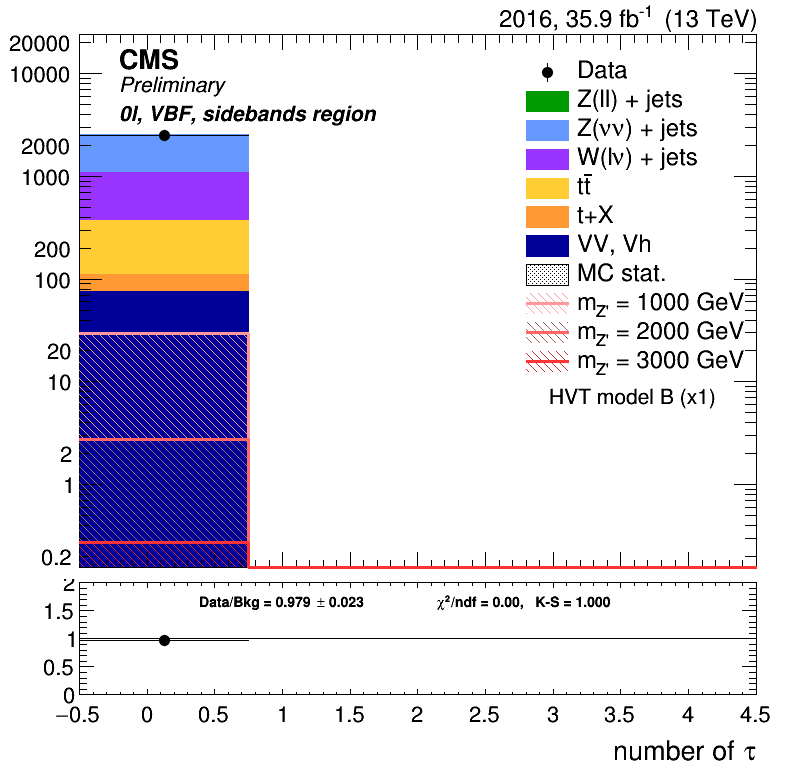 2016, 35.9 fb⁻¹ (13 TeV)
CMS
Preliminary
0l, VBF, sidebands region
Data
Z(ll) + jets
Z(νν) + jets
W(lν) + jets
tt̄
t+X
VV, Vh
MC stat.
m_Z' = 1000 GeV
m_Z' = 2000 GeV
m_Z' = 3000 GeV
HVT model B (x1)
20000
10000
2000
1000
200
100
20
10
2
1
0.2
Data/Bkg = 0.979 ± 0.023 χ²/ndf = 0.00, K-S = 1.000
2
1.5
1
0.5
0
−0.5 0 0.5 1 1.5 2 2.5 3 3.5 4 4.5
number of τ